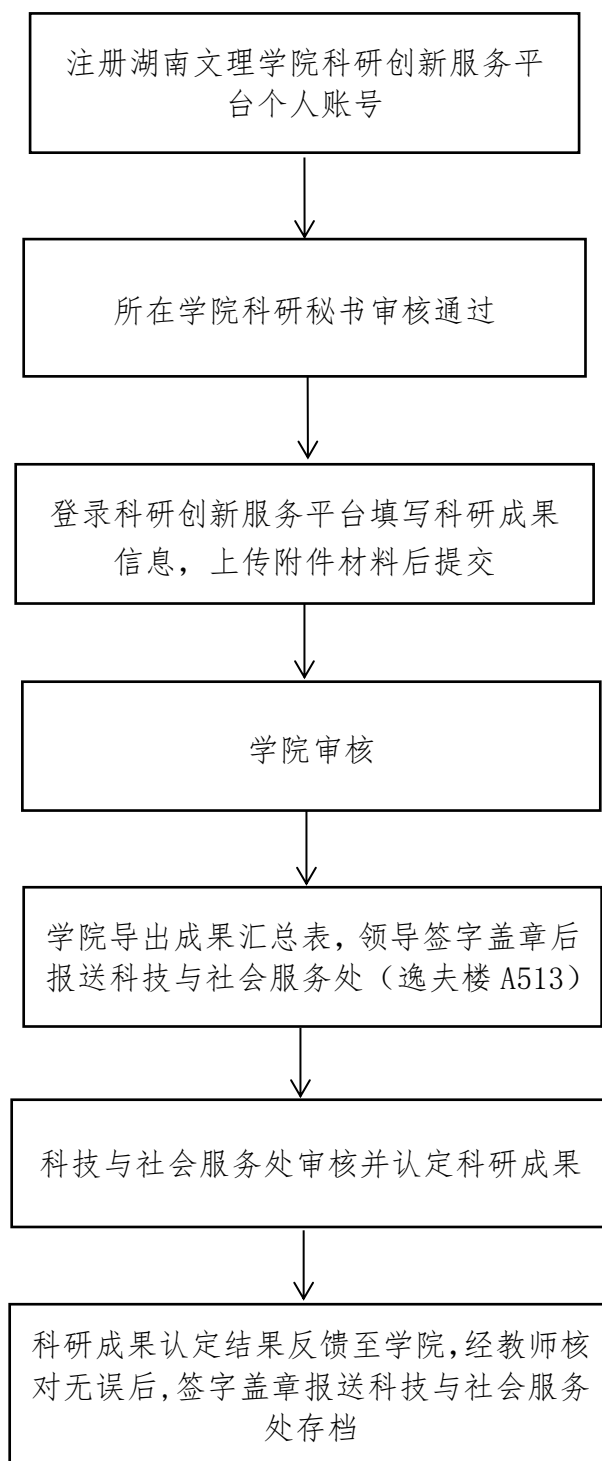 注册湖南文理学院科研创新服务平
台个人账号
所在学院科研秘书审核通过
登录科研创新服务平台填写科研成果
信息，上传附件材料后提交
学院审核
学院导出成果汇总表，领导签字盖章后
报送科技与社会服务处（逸夫楼 A513）
科技与社会服务处审核并认定科研成果
科研成果认定结果反馈至学院,经教师核
对无误后,签字盖章报送科技与社会服务
处存档